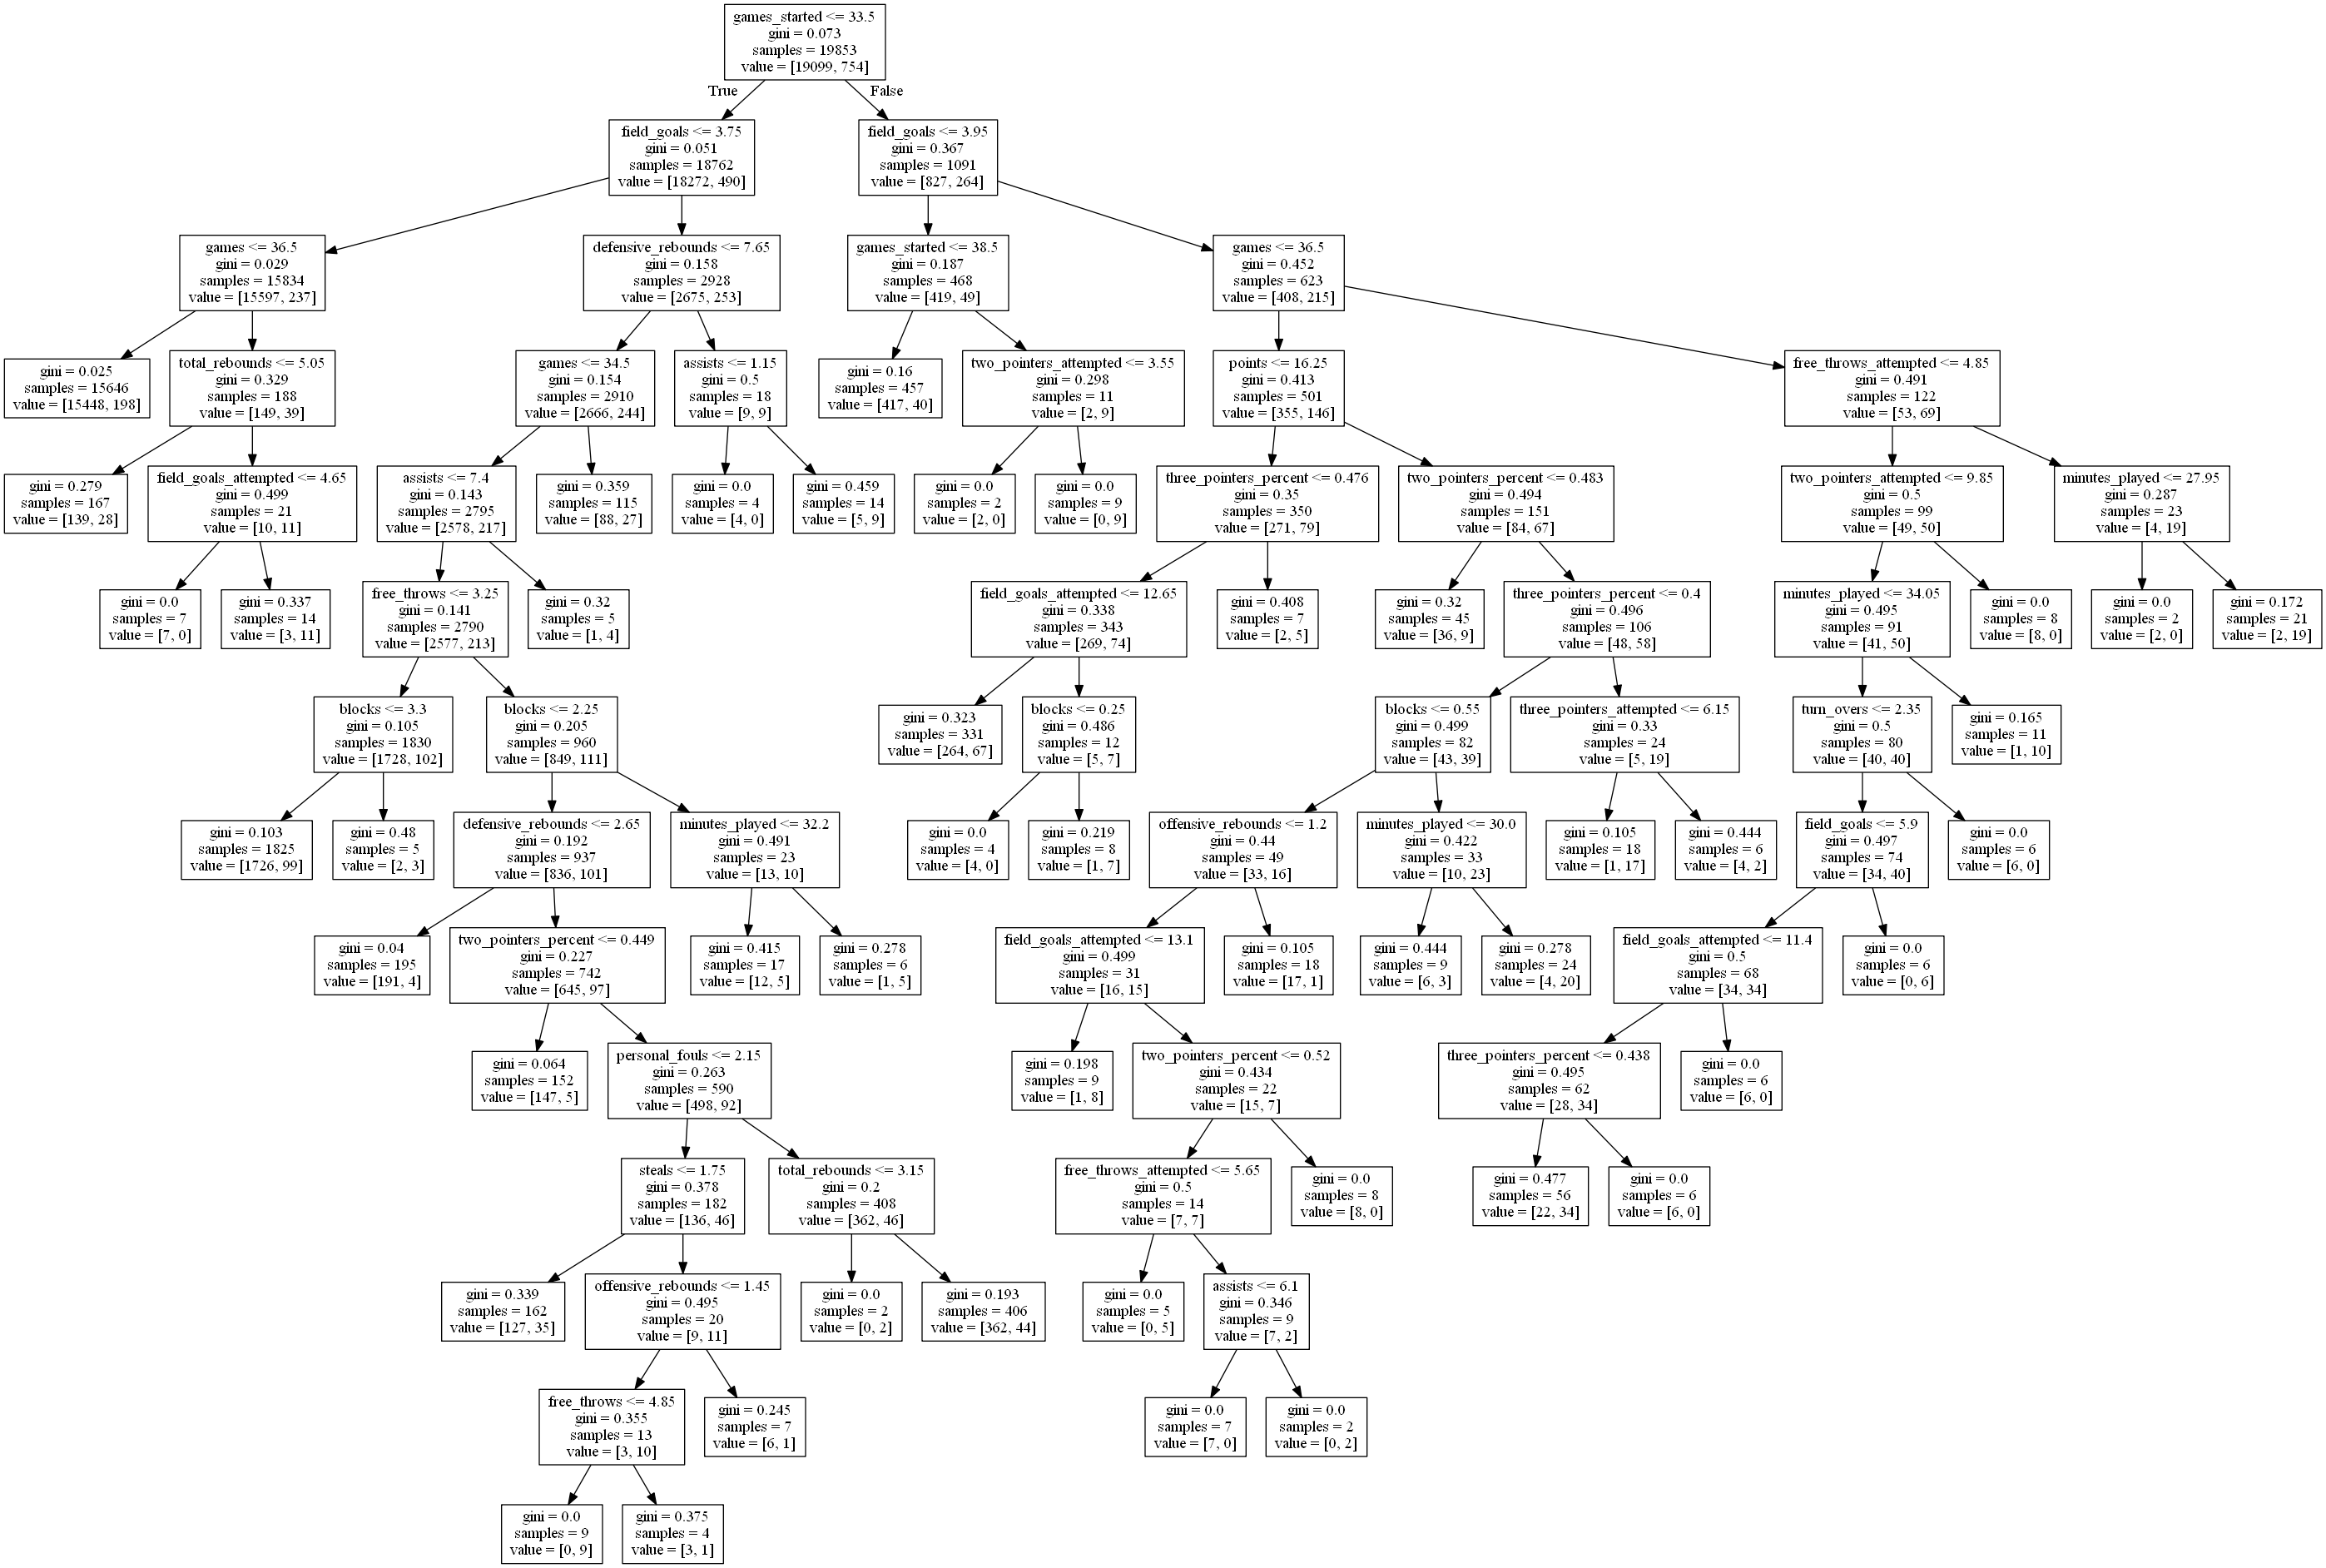 games_started <= 33.5
gini = 0.073
samples = 19853
value = [19099, 754]
True
False
field_goals <= 3.75
gini = 0.051
samples = 18762
value = [18272, 490]
field_goals <= 3.95
gini = 0.367
samples = 1091
value = [827, 264]
games <= 36.5
gini = 0.029
samples = 15834
value = [15597, 237]
defensive_rebounds <= 7.65
gini = 0.158
samples = 2928
value = [2675, 253]
games_started <= 38.5
gini = 0.187
samples = 468
value = [419, 49]
games <= 36.5
gini = 0.452
samples = 623
value = [408, 215]
gini = 0.025
samples = 15646
value = [15448, 198]
total_rebounds <= 5.05
gini = 0.329
samples = 188
value = [149, 39]
games <= 34.5
gini = 0.154
samples = 2910
value = [2666, 244]
assists <= 1.15
gini = 0.5
samples = 18
value = [9, 9]
gini = 0.16
samples = 457
value = [417, 40]
two_pointers_attempted <= 3.55
gini = 0.298
samples = 11
value = [2, 9]
points <= 16.25
gini = 0.413
samples = 501
value = [355, 146]
free_throws_attempted <= 4.85
gini = 0.491
samples = 122
value = [53, 69]
gini = 0.279
samples = 167
value = [139, 28]
field_goals_attempted <= 4.65
gini = 0.499
samples = 21
value = [10, 11]
assists <= 7.4
gini = 0.143
samples = 2795
value = [2578, 217]
gini = 0.359
samples = 115
value = [88, 27]
gini = 0.0
samples = 4
value = [4, 0]
gini = 0.459
samples = 14
value = [5, 9]
gini = 0.0
samples = 2
value = [2, 0]
gini = 0.0
samples = 9
value = [0, 9]
three_pointers_percent <= 0.476
gini = 0.35
samples = 350
value = [271, 79]
two_pointers_percent <= 0.483
gini = 0.494
samples = 151
value = [84, 67]
two_pointers_attempted <= 9.85
gini = 0.5
samples = 99
value = [49, 50]
minutes_played <= 27.95
gini = 0.287
samples = 23
value = [4, 19]
gini = 0.0
samples = 7
value = [7, 0]
gini = 0.337
samples = 14
value = [3, 11]
free_throws <= 3.25
gini = 0.141
samples = 2790
value = [2577, 213]
gini = 0.32
samples = 5
value = [1, 4]
field_goals_attempted <= 12.65
gini = 0.338
samples = 343
value = [269, 74]
gini = 0.408
samples = 7
value = [2, 5]
gini = 0.32
samples = 45
value = [36, 9]
three_pointers_percent <= 0.4
gini = 0.496
samples = 106
value = [48, 58]
minutes_played <= 34.05
gini = 0.495
samples = 91
value = [41, 50]
gini = 0.0
samples = 8
value = [8, 0]
gini = 0.0
samples = 2
value = [2, 0]
gini = 0.172
samples = 21
value = [2, 19]
blocks <= 3.3
gini = 0.105
samples = 1830
value = [1728, 102]
blocks <= 2.25
gini = 0.205
samples = 960
value = [849, 111]
gini = 0.323
samples = 331
value = [264, 67]
blocks <= 0.25
gini = 0.486
samples = 12
value = [5, 7]
blocks <= 0.55
gini = 0.499
samples = 82
value = [43, 39]
three_pointers_attempted <= 6.15
gini = 0.33
samples = 24
value = [5, 19]
turn_overs <= 2.35
gini = 0.5
samples = 80
value = [40, 40]
gini = 0.165
samples = 11
value = [1, 10]
gini = 0.103
samples = 1825
value = [1726, 99]
gini = 0.48
samples = 5
value = [2, 3]
defensive_rebounds <= 2.65
gini = 0.192
samples = 937
value = [836, 101]
minutes_played <= 32.2
gini = 0.491
samples = 23
value = [13, 10]
gini = 0.0
samples = 4
value = [4, 0]
gini = 0.219
samples = 8
value = [1, 7]
offensive_rebounds <= 1.2
gini = 0.44
samples = 49
value = [33, 16]
minutes_played <= 30.0
gini = 0.422
samples = 33
value = [10, 23]
gini = 0.105
samples = 18
value = [1, 17]
gini = 0.444
samples = 6
value = [4, 2]
field_goals <= 5.9
gini = 0.497
samples = 74
value = [34, 40]
gini = 0.0
samples = 6
value = [6, 0]
gini = 0.04
samples = 195
value = [191, 4]
two_pointers_percent <= 0.449
gini = 0.227
samples = 742
value = [645, 97]
gini = 0.415
samples = 17
value = [12, 5]
gini = 0.278
samples = 6
value = [1, 5]
field_goals_attempted <= 13.1
gini = 0.499
samples = 31
value = [16, 15]
gini = 0.105
samples = 18
value = [17, 1]
gini = 0.444
samples = 9
value = [6, 3]
gini = 0.278
samples = 24
value = [4, 20]
field_goals_attempted <= 11.4
gini = 0.5
samples = 68
value = [34, 34]
gini = 0.0
samples = 6
value = [0, 6]
gini = 0.064
samples = 152
value = [147, 5]
personal_fouls <= 2.15
gini = 0.263
samples = 590
value = [498, 92]
gini = 0.198
samples = 9
value = [1, 8]
two_pointers_percent <= 0.52
gini = 0.434
samples = 22
value = [15, 7]
three_pointers_percent <= 0.438
gini = 0.495
samples = 62
value = [28, 34]
gini = 0.0
samples = 6
value = [6, 0]
steals <= 1.75
gini = 0.378
samples = 182
value = [136, 46]
total_rebounds <= 3.15
gini = 0.2
samples = 408
value = [362, 46]
free_throws_attempted <= 5.65
gini = 0.5
samples = 14
value = [7, 7]
gini = 0.0
samples = 8
value = [8, 0]
gini = 0.477
samples = 56
value = [22, 34]
gini = 0.0
samples = 6
value = [6, 0]
gini = 0.339
samples = 162
value = [127, 35]
offensive_rebounds <= 1.45
gini = 0.495
samples = 20
value = [9, 11]
gini = 0.0
samples = 2
value = [0, 2]
gini = 0.193
samples = 406
value = [362, 44]
gini = 0.0
samples = 5
value = [0, 5]
assists <= 6.1
gini = 0.346
samples = 9
value = [7, 2]
free_throws <= 4.85
gini = 0.355
samples = 13
value = [3, 10]
gini = 0.245
samples = 7
value = [6, 1]
gini = 0.0
samples = 7
value = [7, 0]
gini = 0.0
samples = 2
value = [0, 2]
gini = 0.0
samples = 9
value = [0, 9]
gini = 0.375
samples = 4
value = [3, 1]